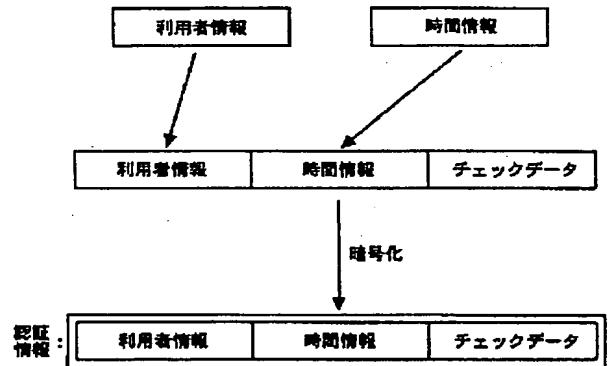 利用者情報 時間情報
利用者情報 時間情報 チェックデータ
暗号化
認証情報: 利用者情報 時間情報 チェックデータ